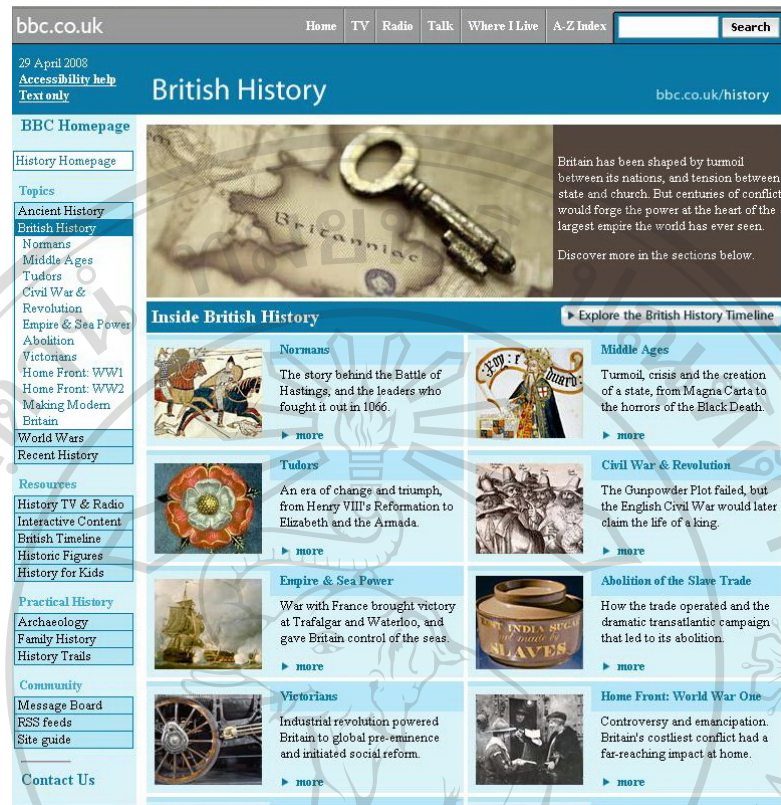 bbc.co.uk
Home TV Radio Talk Where I Live A-Z Index Search
29 April 2008
Accessibility help
Text only
British History
bbc.co.uk/history
BBC Homepage
History Homepage
Topics
Ancient History
British History
Normans
Middle Ages
Tudors
Civil War &
Revolution
Empire & Sea Power
Abolition
Victorians
Home Front: WW1
Home Front: WW2
Making Modern
Britain
World Wars
Recent History
Resources
History TV & Radio
Interactive Content
British Timeline
Historic Figures
History for Kids
Practical History
Archaeology
Family History
History Trails
Community
Message Board
RSS feeds
Site guide
Contact Us
Britanniae
Britain has been shaped by turmoil
between its nations, and tension between
state and church. But centuries of conflict
would forge the power at the heart of the
largest empire the world has ever seen.
Discover more in the sections below.
Inside British History
Explore the British History Timeline
Normans
The story behind the Battle of
Hastings, and the leaders who
fought it out in 1066.
more
Middle Ages
Turmoil, crisis and the creation
of a state, from Magna Carta to
the horrors of the Black Death.
more
Tudors
An era of change and triumph,
from Henry VIII's Reformation to
Elizabeth and the Armada.
more
Civil War & Revolution
The Gunpowder Plot failed, but
the English Civil War would later
claim the life of a king.
more
Empire & Sea Power
War with France brought victory
at Trafalgar and Waterloo, and
gave Britain control of the seas.
more
INDIA SUGAR
not made by
SLAVES
Abolition of the Slave Trade
How the trade operated and the
dramatic transatlantic campaign
that led to its abolition.
more
Victorians
Industrial revolution powered
Britain to global pre-eminence
and initiated social reform.
more
Home Front: World War One
Controversy and emancipation.
Britain's costliest conflict had a
far-reaching impact at home.
more